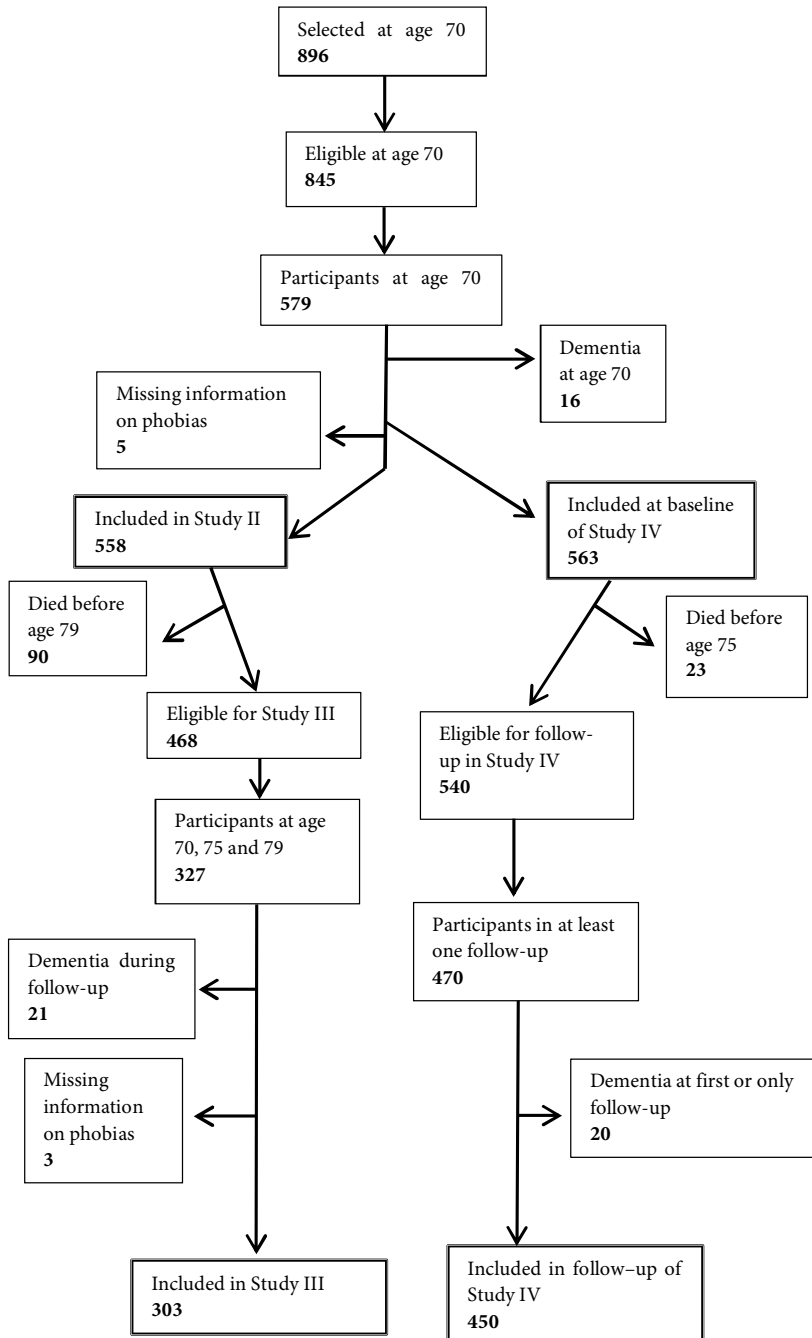 Selected at age 70
896
Eligible at age 70
845
Participants at age 70
579
Dementia
at age 70
16
Missing information
on phobias
5
Included in Study II
558
Included at baseline
of Study IV
563
Died before
age 79
90
Died before
age 75
23
Eligible for Study III
468
Eligible for follow-
up in Study IV
540
Participants at age
70, 75 and 79
327
Participants in at least
one follow-up
470
Dementia during
follow-up
21
Missing
information
on phobias
3
Dementia at first or only
follow-up
20
Included in Study III
303
Included in follow–up of
Study IV
450